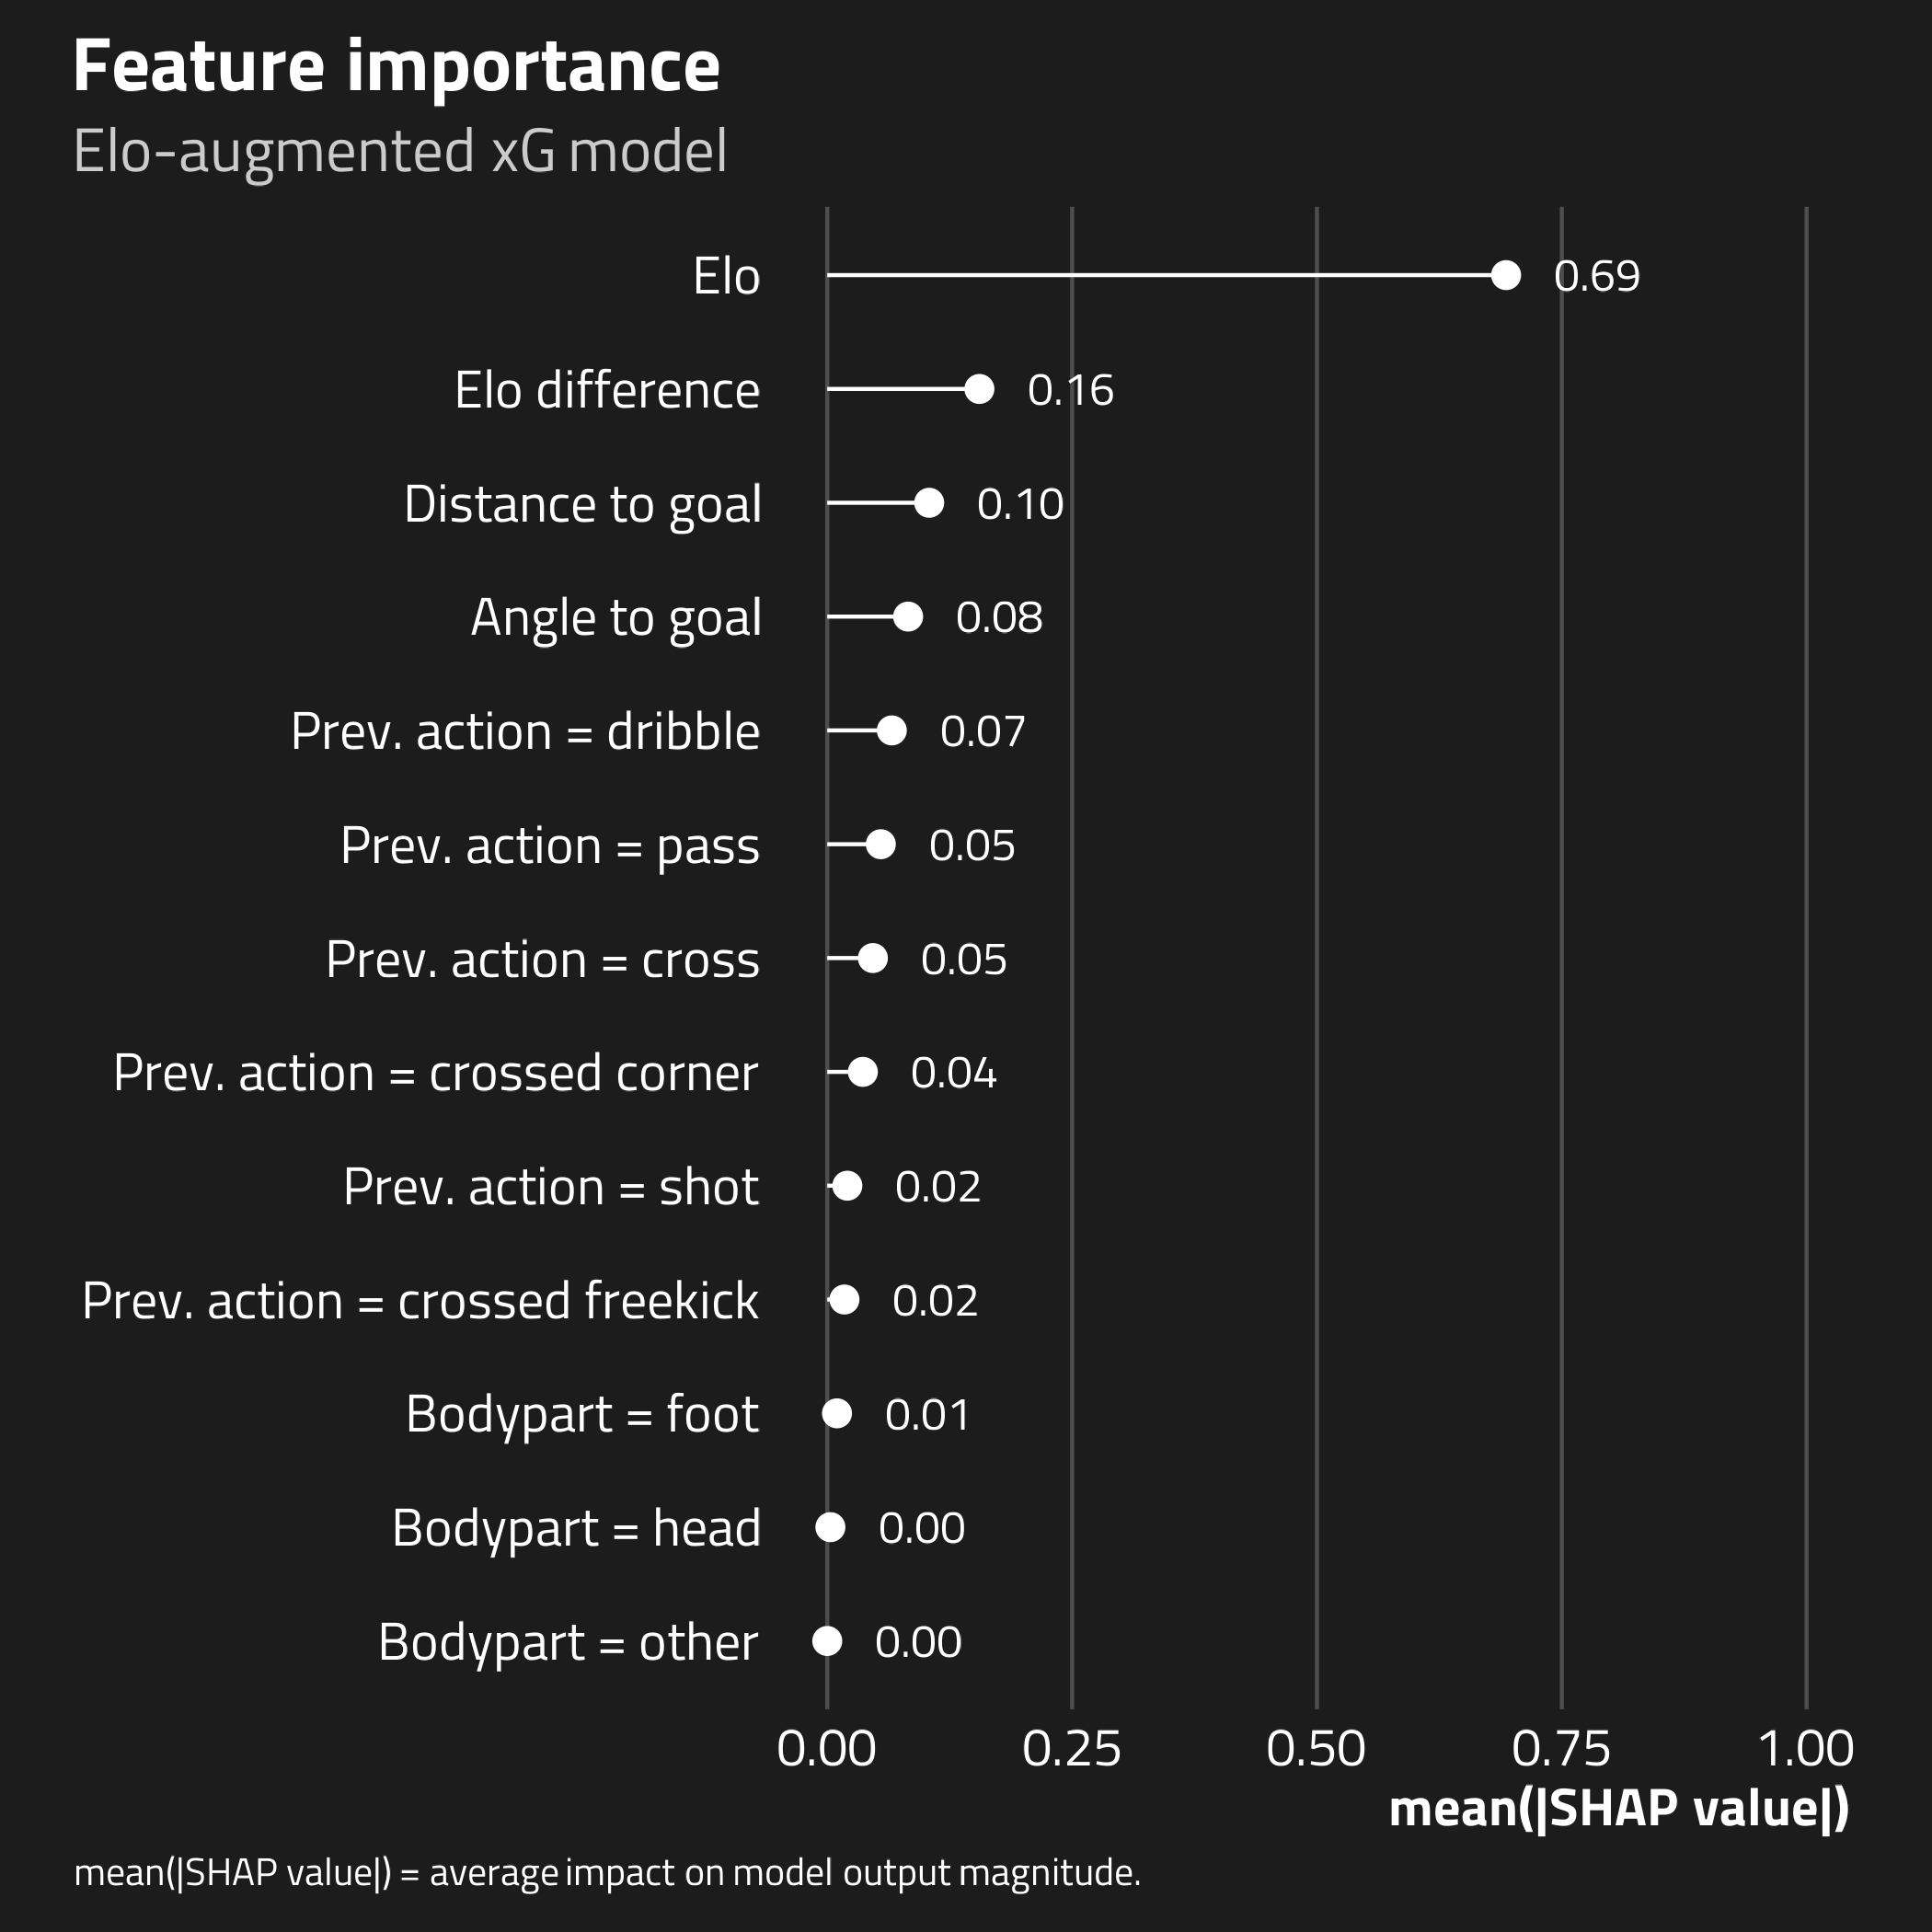 Feature importance
Elo-augmented xG model
Elo 0.69
Elo difference 0.16
Distance to goal 0.10
Angle to goal 0.08
Prev. action = dribble 0.07
Prev. action = pass 0.05
Prev. action = cross 0.05
Prev. action = crossed corner 0.04
Prev. action = shot 0.02
Prev. action = crossed freekick 0.02
Bodypart = foot 0.01
Bodypart = head 0.00
Bodypart = other 0.00
0.00 0.25 0.50 0.75 1.00
mean(|SHAP value|)
mean(|SHAP value|) = average impact on model output magnitude.